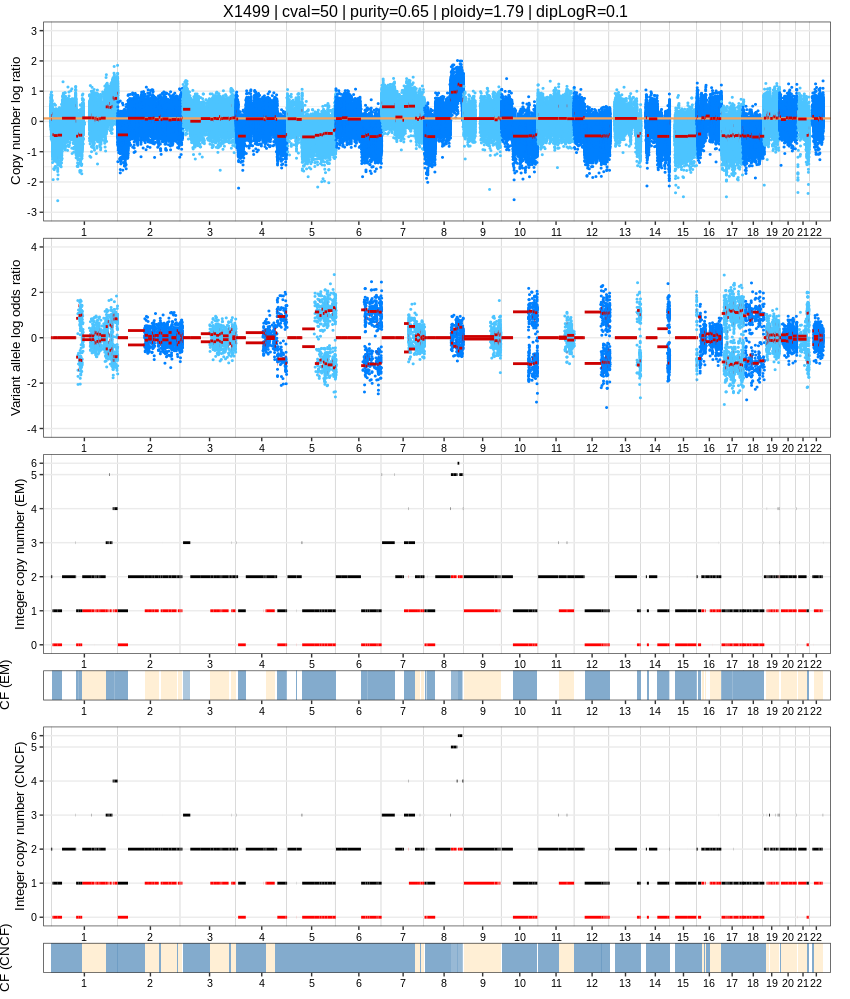 X1499 | cval=50 | purity=0.65 | ploidy=1.79 | dipLogR=0.1
Copy number log ratio
3
2
1
0
-1
-2
-3
1 2 3 4 5 6 7 8 9 10 11 12 13 14 15 16 17 18 19 20 21 22
Variant allele log odds ratio
4
2
0
-2
-4
1 2 3 4 5 6 7 8 9 10 11 12 13 14 15 16 17 18 19 20 21 22
Integer copy number (EM)
6
5
4
3
2
1
0
1 2 3 4 5 6 7 8 9 10 11 12 13 14 15 16 17 18 19 20 21 22
CF (EM)
1 2 3 4 5 6 7 8 9 10 11 12 13 14 15 16 17 18 19 20 21 22
Integer copy number (CNCF)
6
5
4
3
2
1
0
1 2 3 4 5 6 7 8 9 10 11 12 13 14 15 16 17 18 19 20 21 22
CF (CNCF)
1 2 3 4 5 6 7 8 9 10 11 12 13 14 15 16 17 18 19 20 21 22